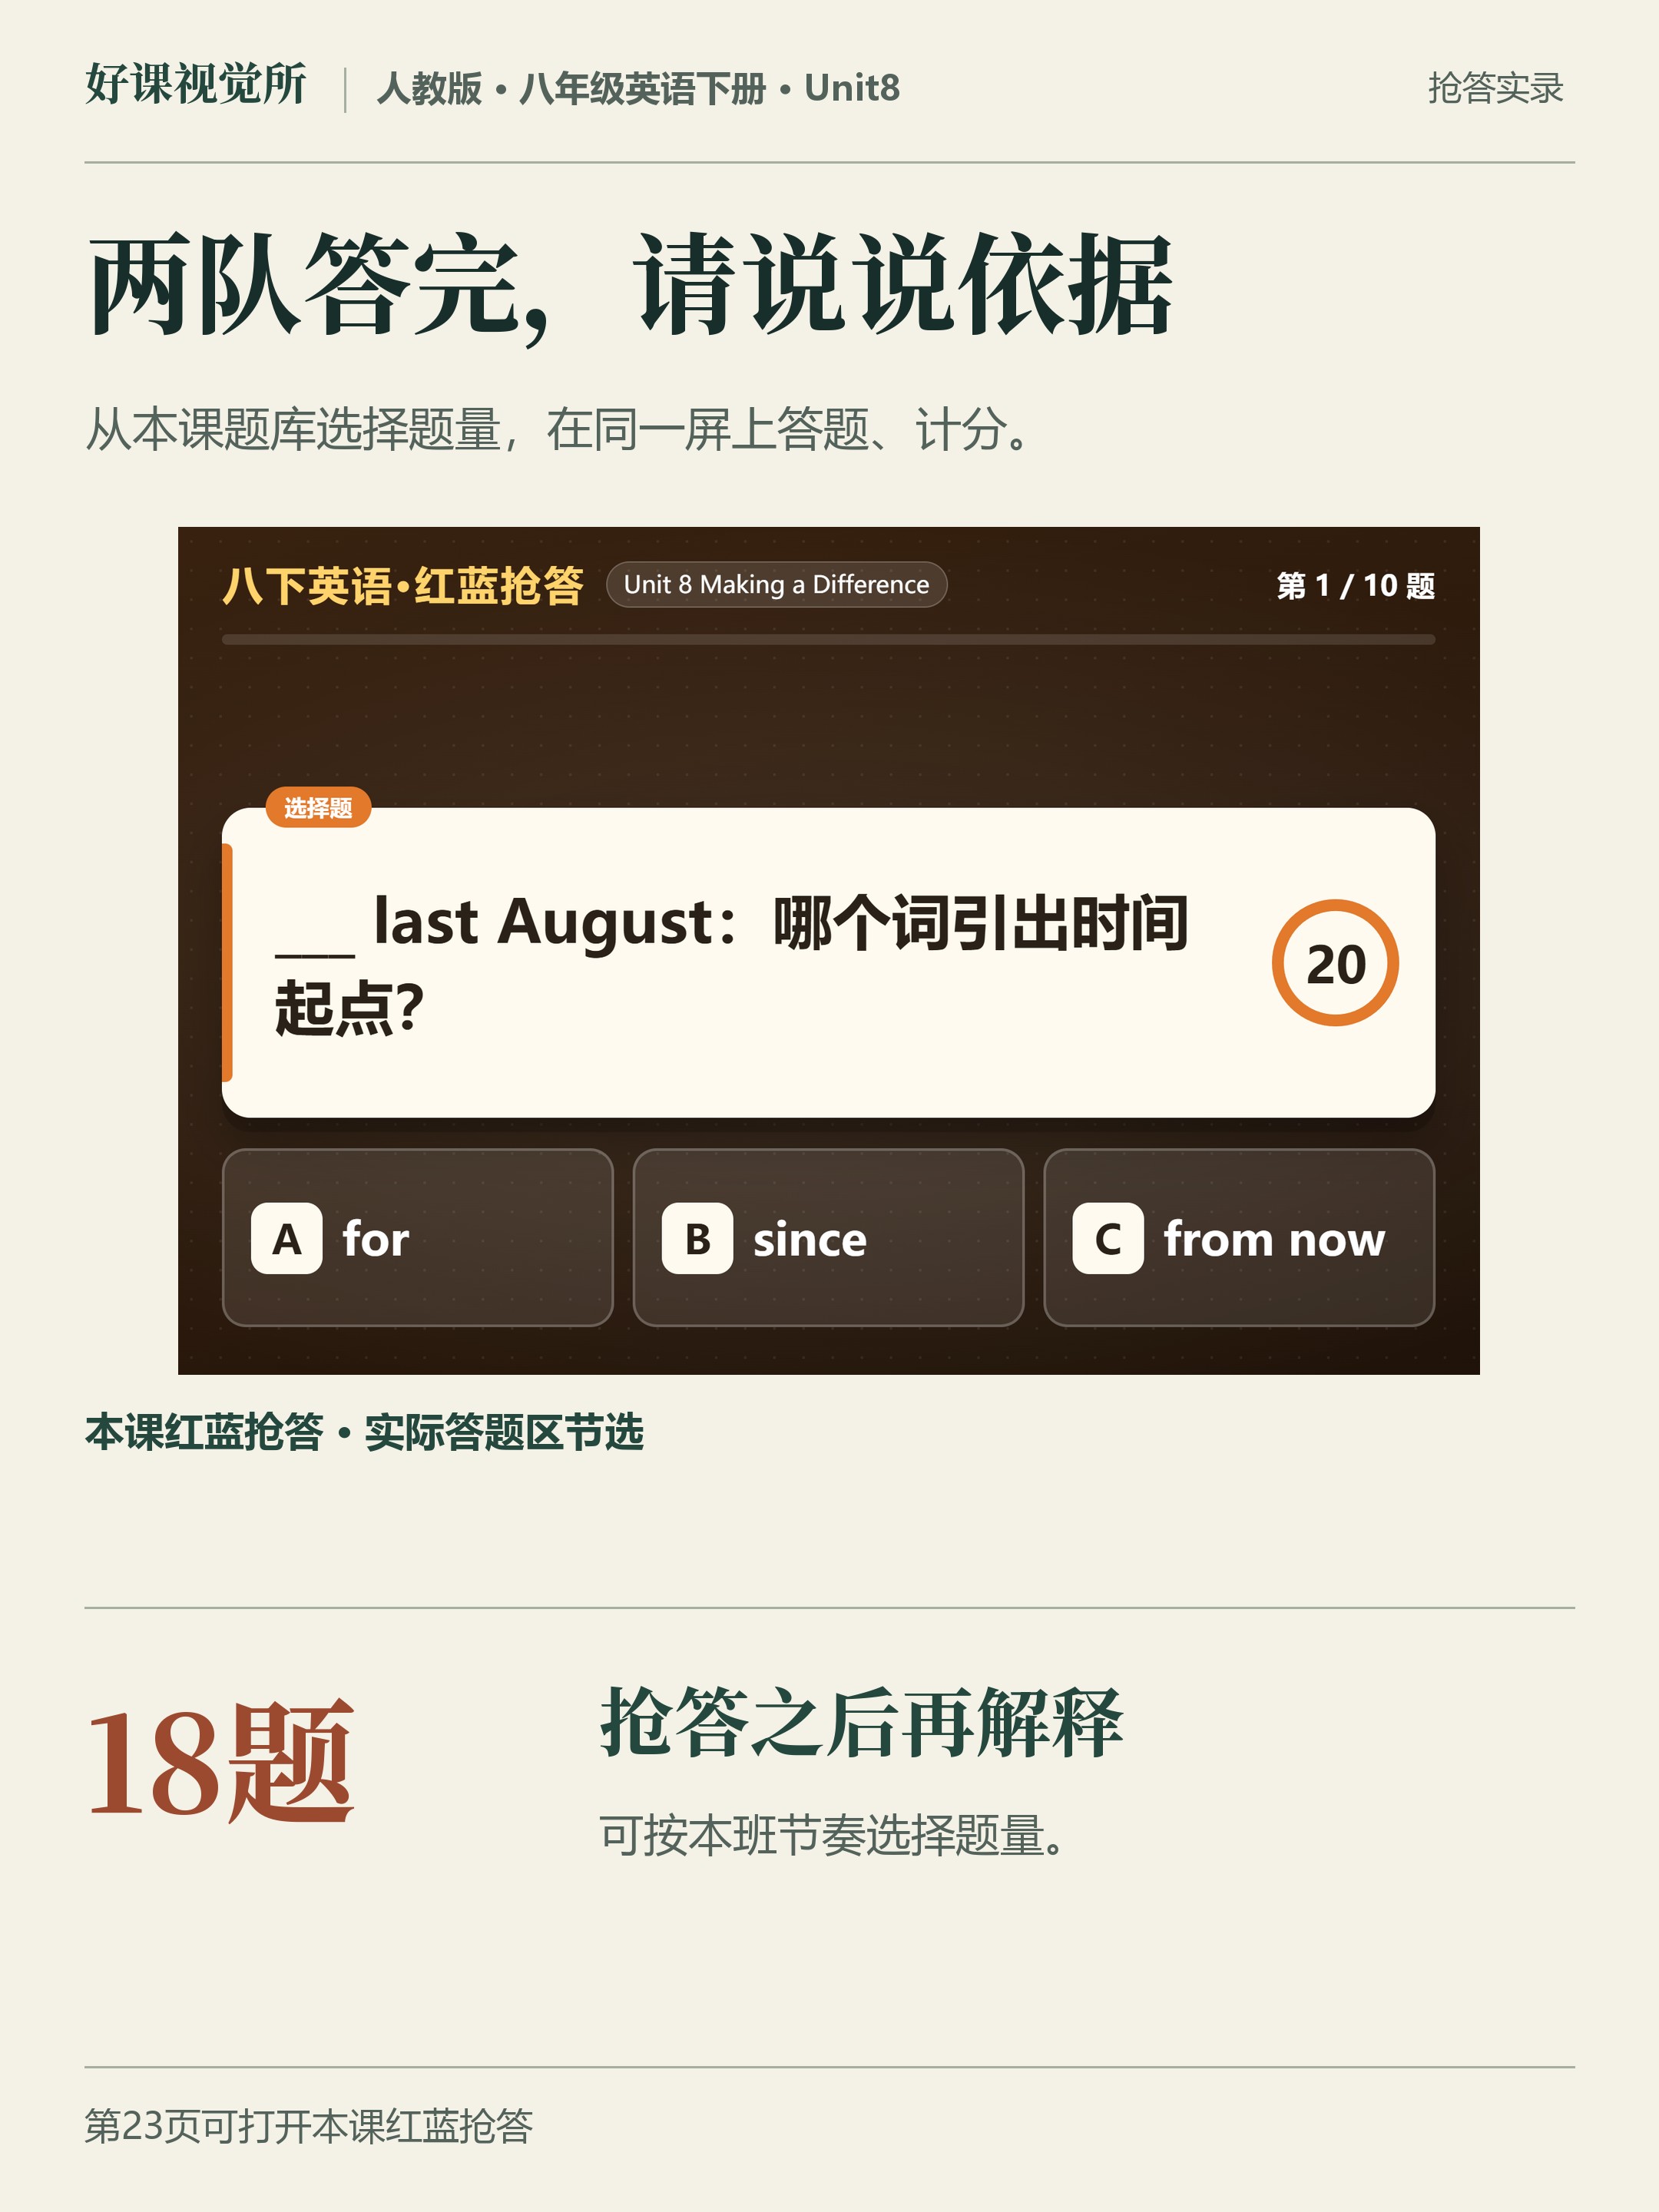 好课视觉所
人教版·八年级英语下册·Unit8
抢答实录
两队答完，请说说依据
从本课题库选择题量，在同一屏上答题、计分。
八下英语·红蓝抢答
Unit 8 Making a Difference
第 1 / 10 题
选择题
___ last August：哪个词引出时间
起点？
20
A for
B since
C from now
本课红蓝抢答·实际答题区节选
18题
抢答之后再解释
可按本班节奏选择题量。
第23页可打开本课红蓝抢答